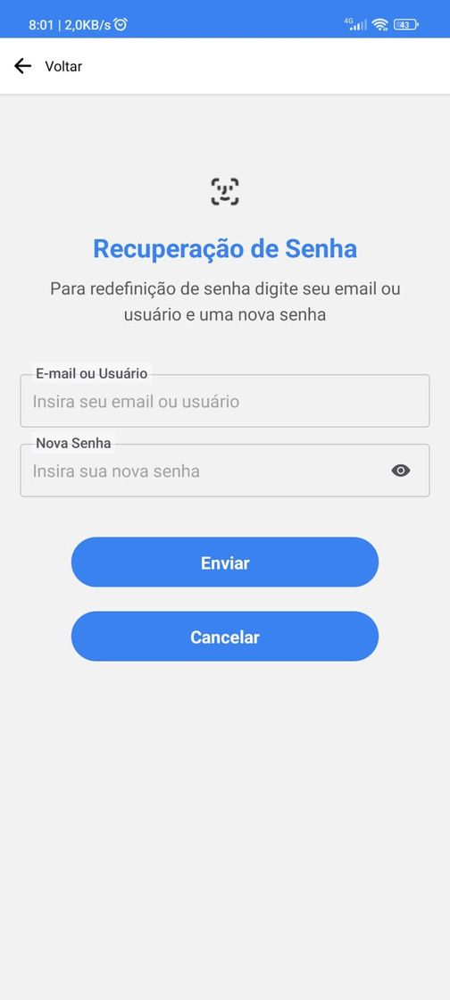 8:01 | 2,0KB/s
4G
43
Voltar
Recuperação de Senha
Para redefinição de senha digite seu email ou
usuário e uma nova senha
E-mail ou Usuário
Insira seu email ou usuário
Nova Senha
Insira sua nova senha
Enviar
Cancelar